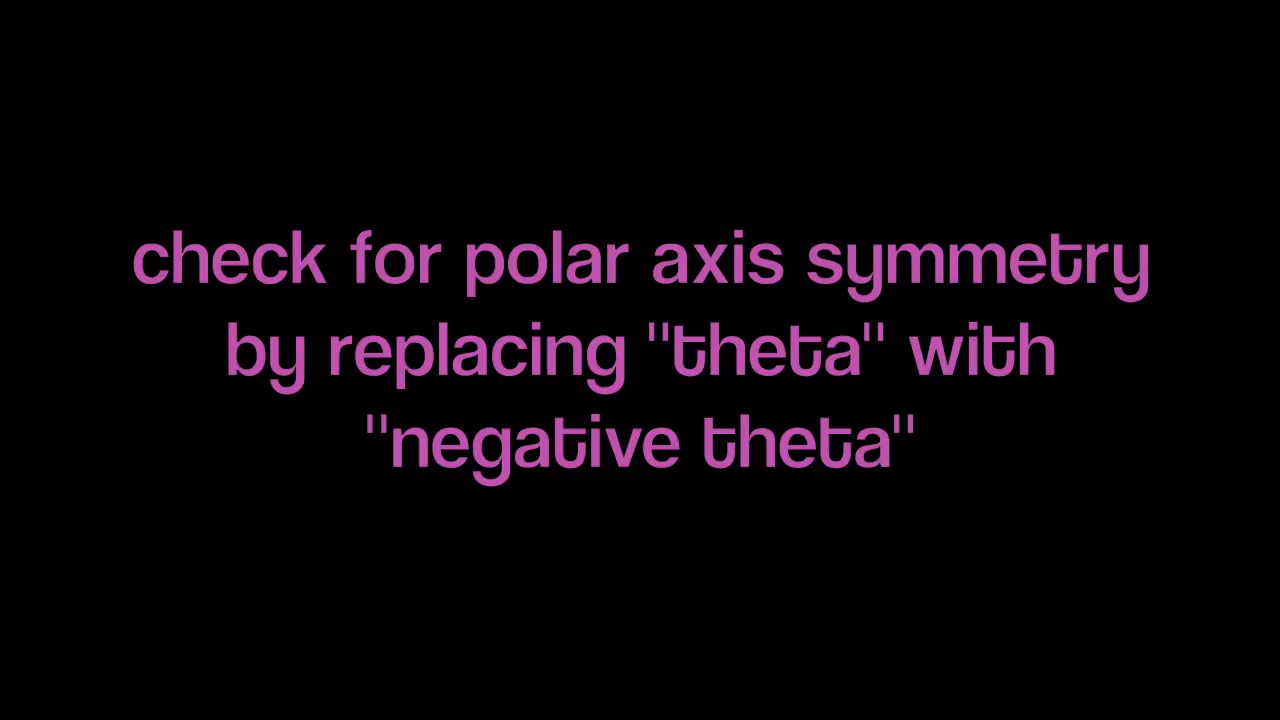 check for polar axis symmetry
by replacing "theta" with
"negative theta"